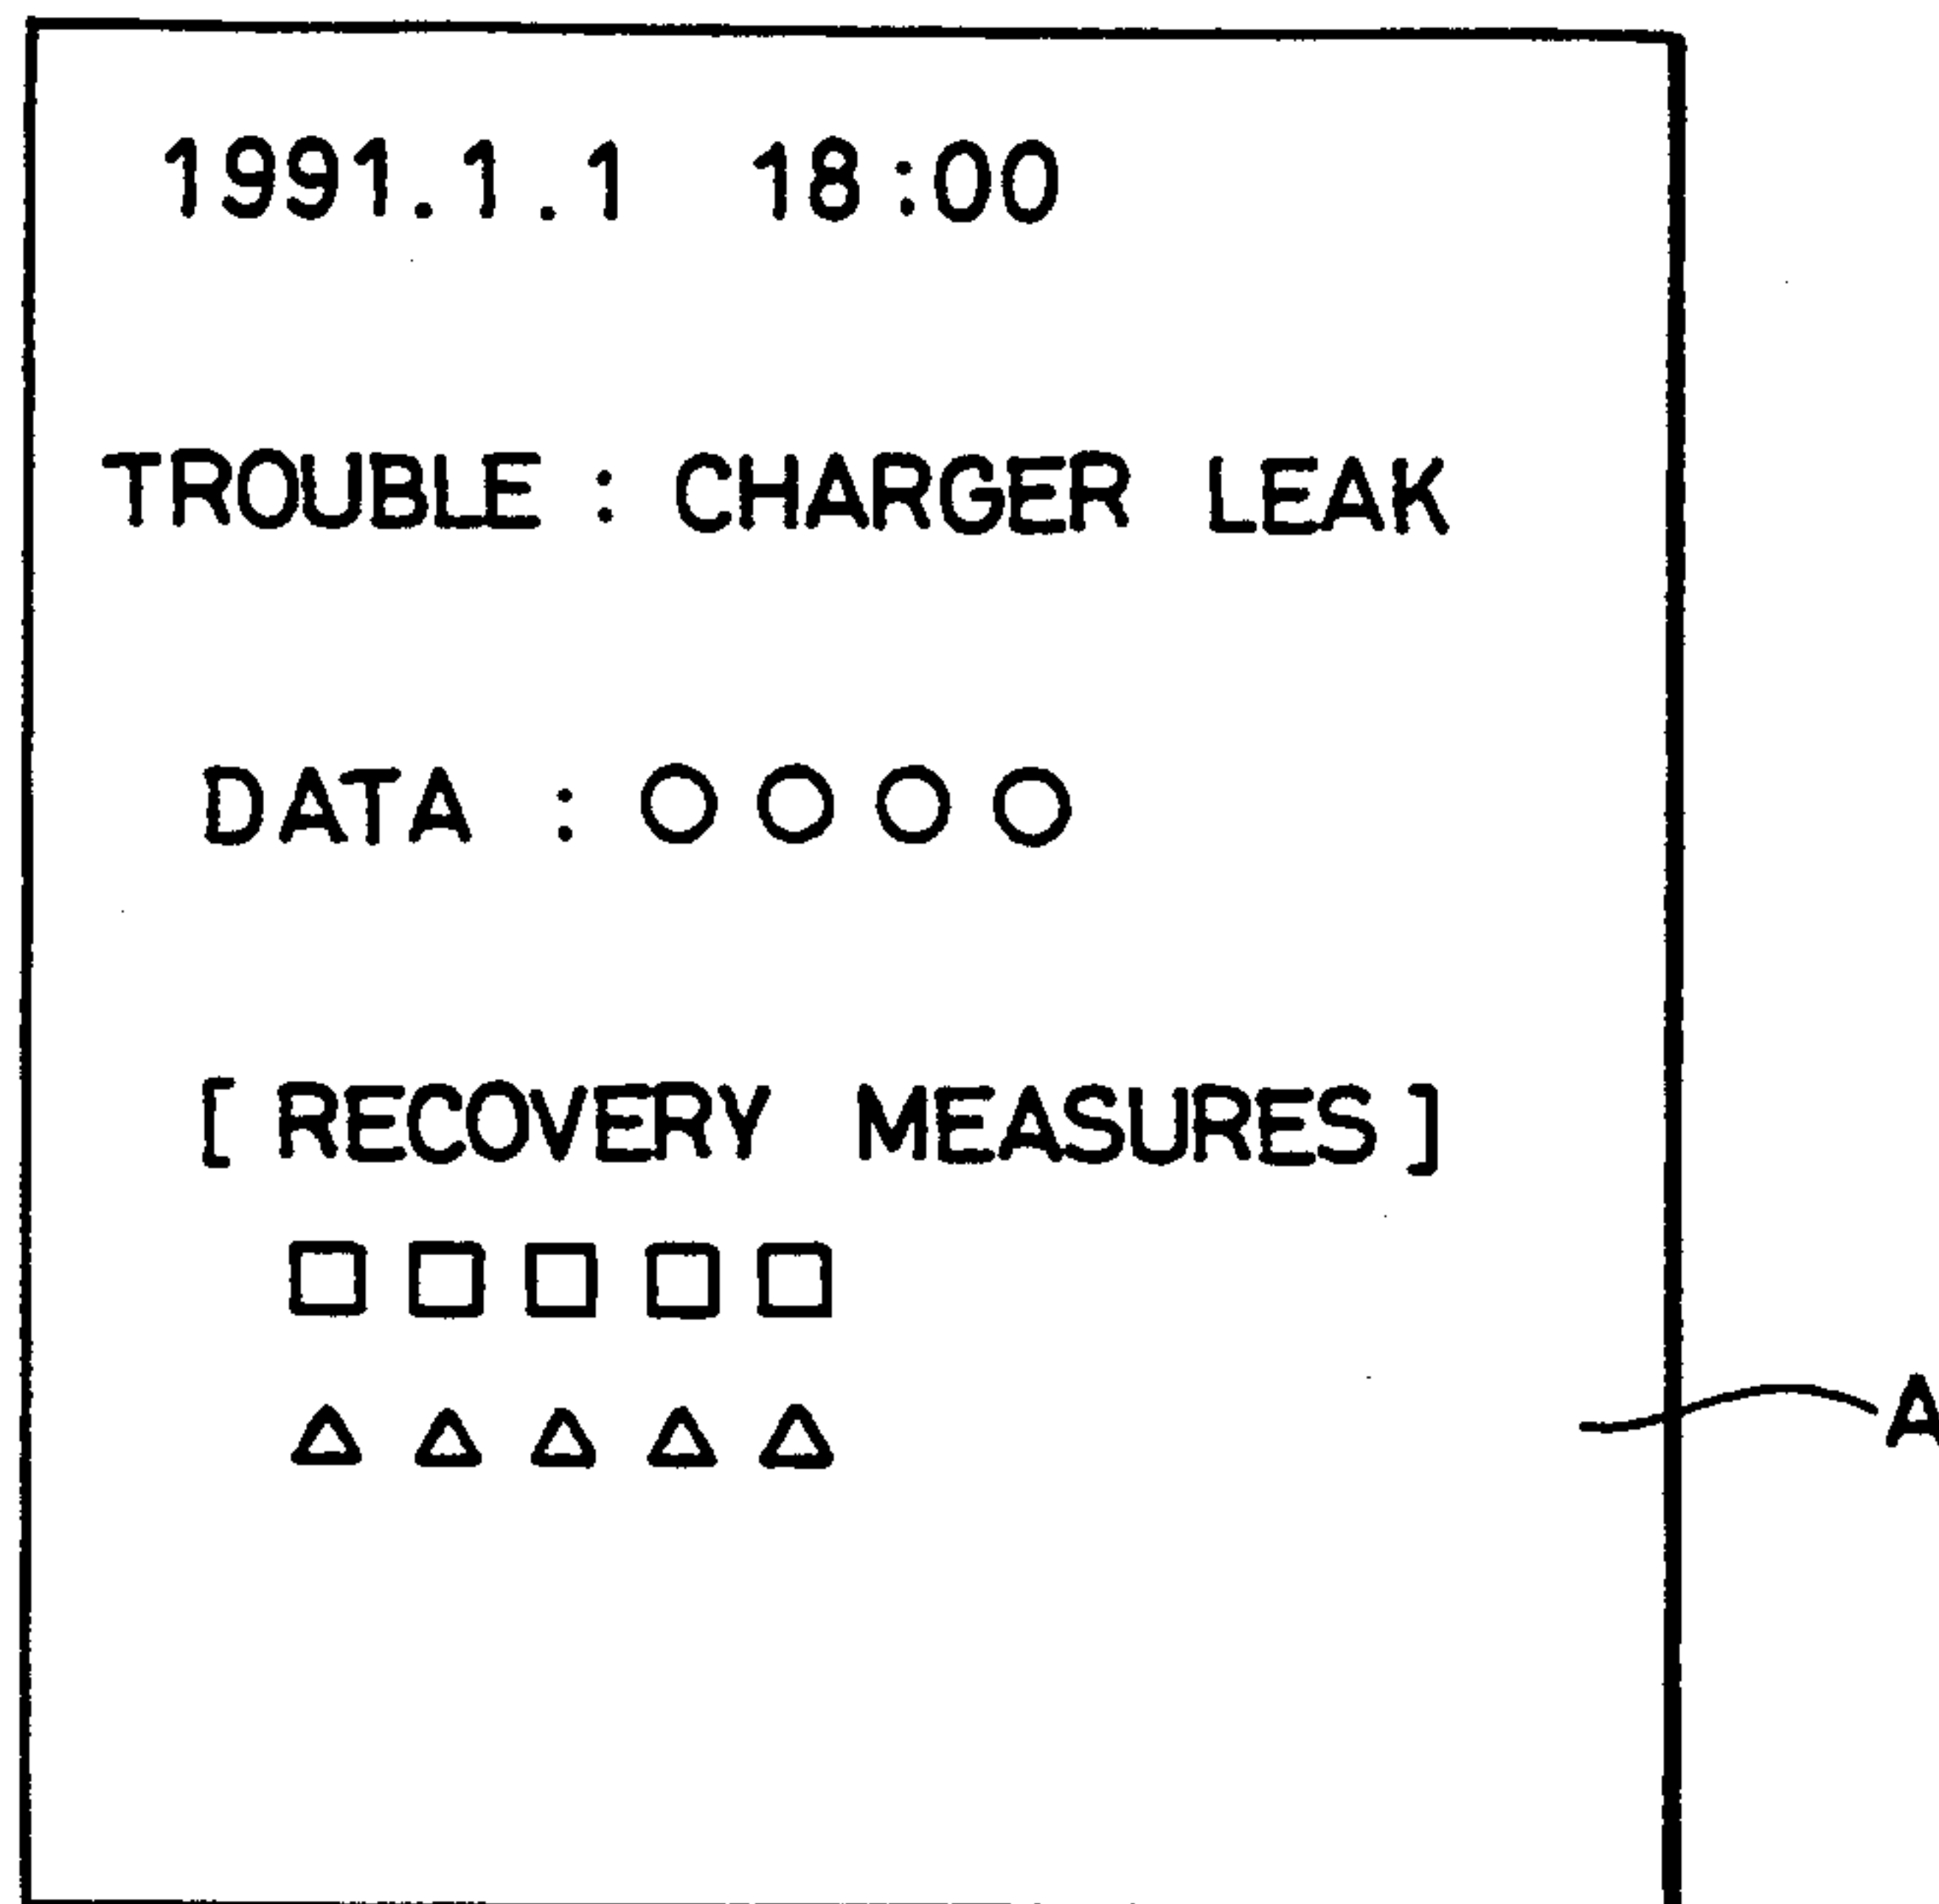 1991.1.1 18:00
TROUBLE : CHARGER LEAK
DATA : ○ ○ ○ ○
[ RECOVERY MEASURES ]
□ □ □ □ □
△ △ △ △ △
A